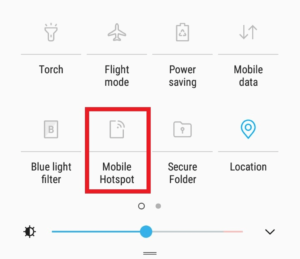 Torch
Flight
mode
Power
saving
Mobile
data
B
Blue light
filter
Mobile
Hotspot
Secure
Folder
Location